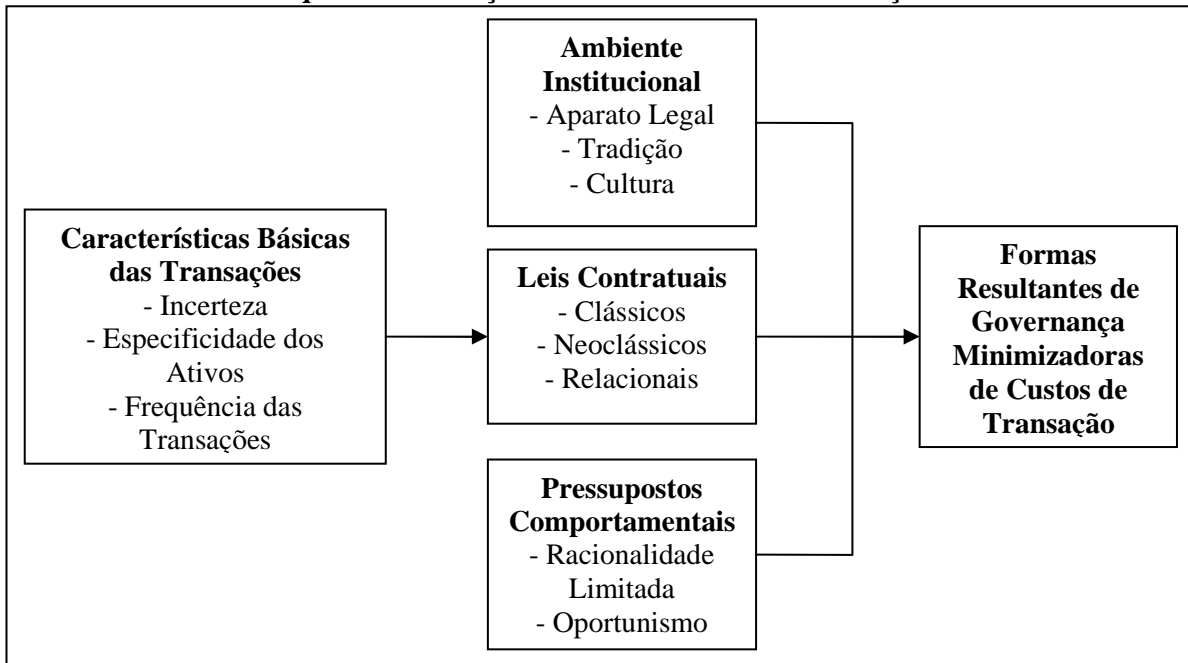 Ambiente
Institucional
- Aparato Legal
- Tradição
- Cultura
Características Básicas
das Transações
- Incerteza
- Especificidade dos
Ativos
- Frequência das
Transações
Leis Contratuais
- Clássicos
- Neoclássicos
- Relacionais
Pressupostos
Comportamentais
- Racionalidade
Limitada
- Oportunismo
Formas
Resultantes de
Governança
Minimizadoras
de Custos de
Transação